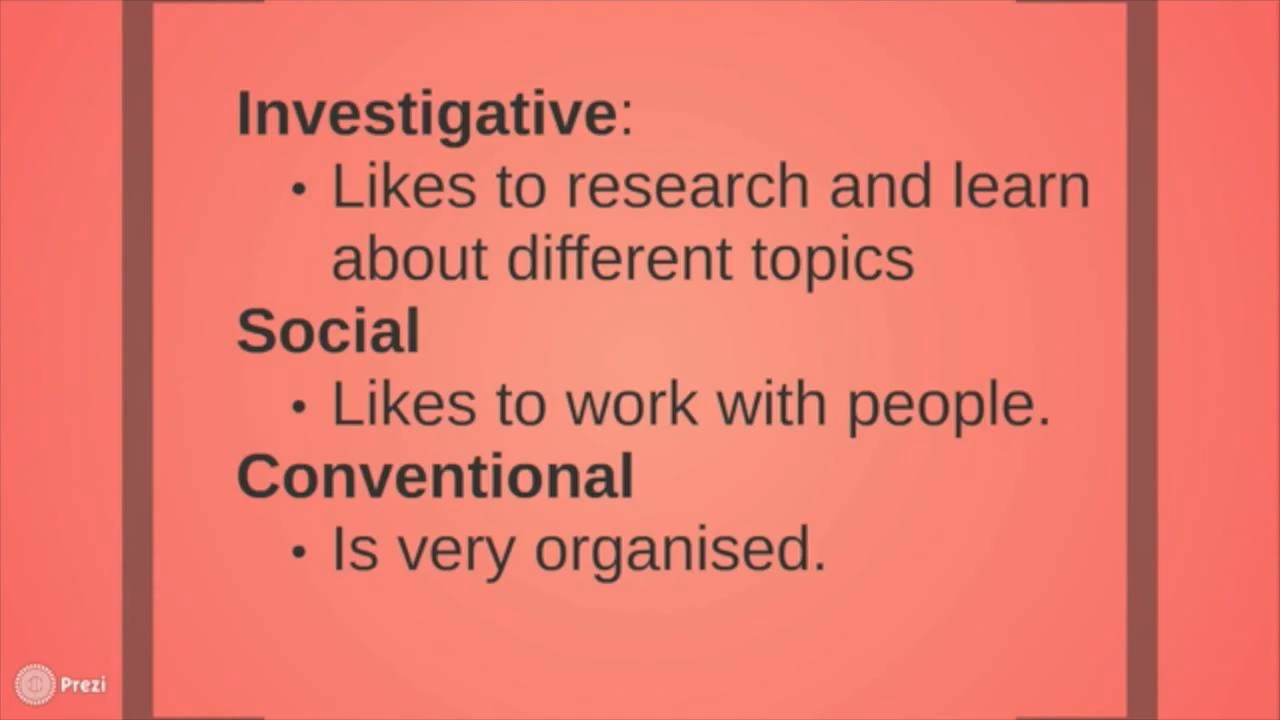 Investigative:
• Likes to research and learn
about different topics
Social
• Likes to work with people.
Conventional
• Is very organised.
Prezi